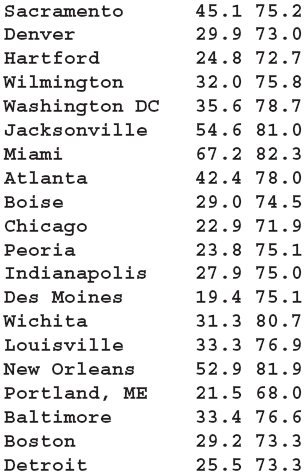 Sacramento 45.1 75.2
Denver 29.9 73.0
Hartford 24.8 72.7
Wilmington 32.0 75.8
Washington DC 35.6 78.7
Jacksonville 54.6 81.0
Miami 67.2 82.3
Atlanta 42.4 78.0
Boise 29.0 74.5
Chicago 22.9 71.9
Peoria 23.8 75.1
Indianapolis 27.9 75.0
Des Moines 19.4 75.1
Wichita 31.3 80.7
Louisville 33.3 76.9
New Orleans 52.9 81.9
Portland, ME 21.5 68.0
Baltimore 33.4 76.6
Boston 29.2 73.3
Detroit 25.5 73.3